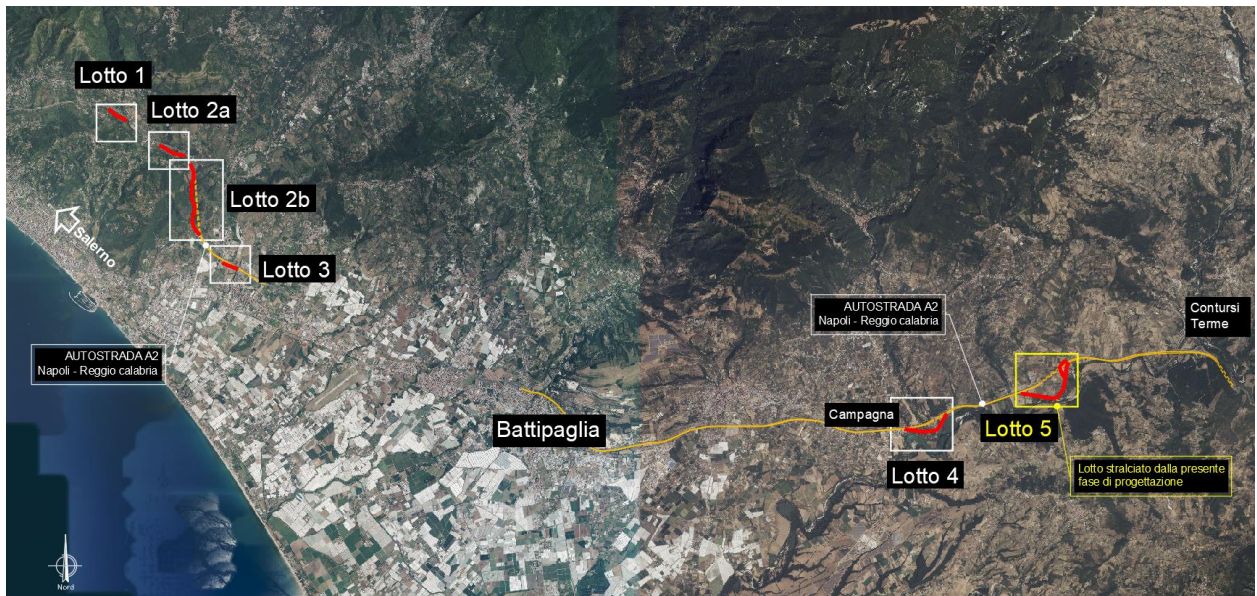 Lotto 1
Lotto 2a
Lotto 2b
Salerno
Lotto 3
AUTOSTRADA A2
Napoli - Reggio calabria
AUTOSTRADA A2
Napoli - Reggio calabria
Contursi
Terme
Battipaglia
Campagna
Lotto 5
Lotto 4
Lotto stralciato dalla presente
fase di progettazione
Nord